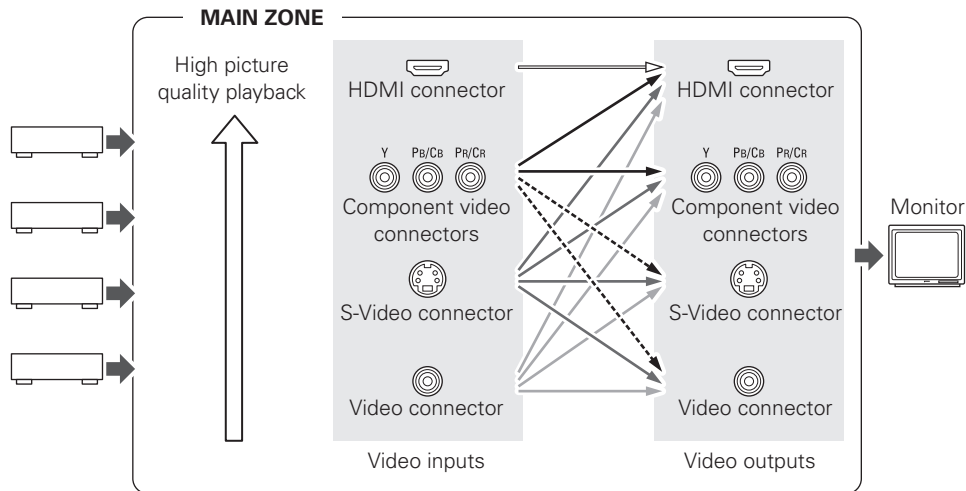 MAIN ZONE
High picture
quality playback
HDMI connector
Y PB/CB PR/CR
Component video
connectors
S-Video connector
Video connector
Video inputs
HDMI connector
Y PB/CB PR/CR
Component video
connectors
S-Video connector
Video connector
Video outputs
Monitor